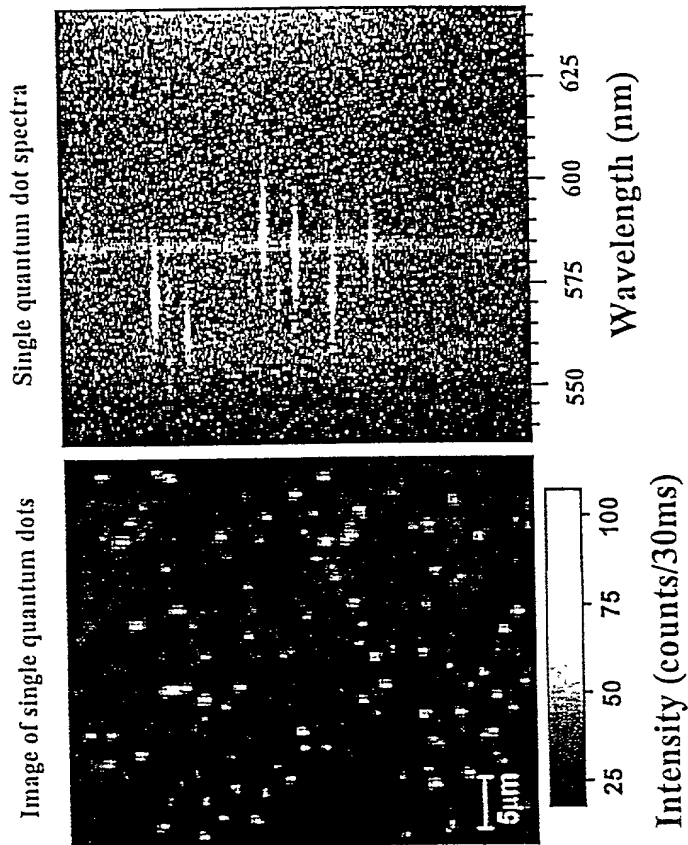 Image of single quantum dots
5μm
25 50 75 100
Intensity (counts/30ms)
Single quantum dot spectra
550 575 600 625
Wavelength (nm)